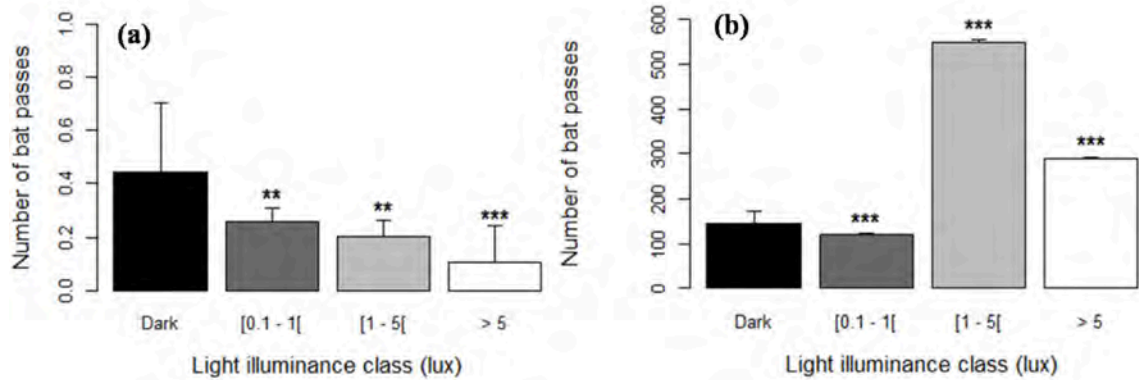 (a)
Number of bat passes
1.0
0.8
0.6
0.4
0.2
0.0
**
**
***
Dark
[0.1 - 1[
[1 - 5[
> 5
Light illuminance class (lux)
(b)
Number of bat passes
600
500
400
300
200
100
0
***
***
***
Dark
[0.1 - 1[
[1 - 5[
> 5
Light illuminance class (lux)